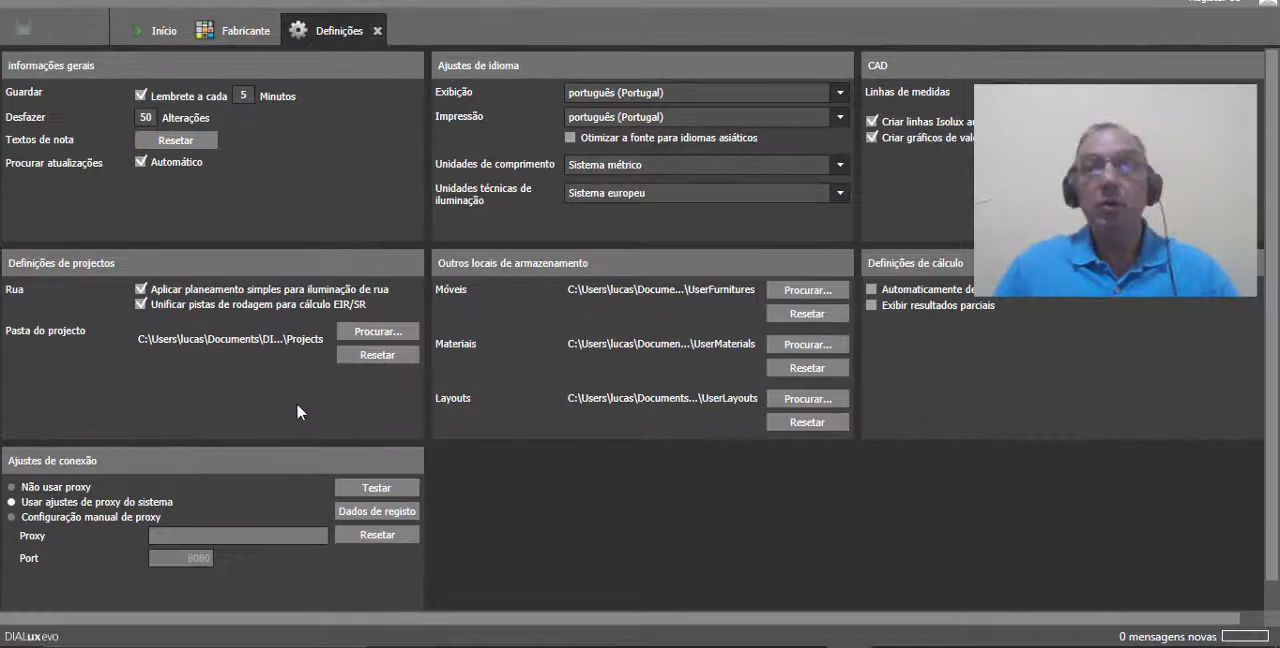 Início
Fabricante
Definições
informações gerais
Guardar
Lembrete a cada 5 Minutos
Desfazer
50 Alterações
Textos de nota
Resetar
Procurar atualizações
Automático
Ajustes de idioma
Exibição
português (Portugal)
Impressão
português (Portugal)
Otimizar a fonte para idiomas asiáticos
Unidades de comprimento
Sistema métrico
Unidades técnicas de
iluminação
Sistema europeu
CAD
Linhas de medidas
Criar linhas Isolux
Criar gráficos de
Definições de projectos
Rua
Aplicar planeamento simples para iluminação de rua
Unificar pistas de rodagem para cálculo EIR/SR
Pasta do projecto
C:\Users\lucas\Documents\DI...\Projects
Procurar...
Resetar
Outros locais de armazenamento
Móveis
C:\Users\lucas\Docume...\UserFurnitures
Procurar...
Resetar
Materiais
C:\Users\lucas\Documen...\UserMaterials
Procurar...
Resetar
Layouts
C:\Users\lucas\Documents...\UserLayouts
Procurar...
Resetar
Definições de cálculo
Automaticamente
Exibir resultados parciais
Ajustes de conexão
Não usar proxy
Usar ajustes de proxy do sistema
Configuração manual de proxy
Proxy
Port
8080
Testar
Dados de registo
Resetar
DIALux evo
0 mensagens novas